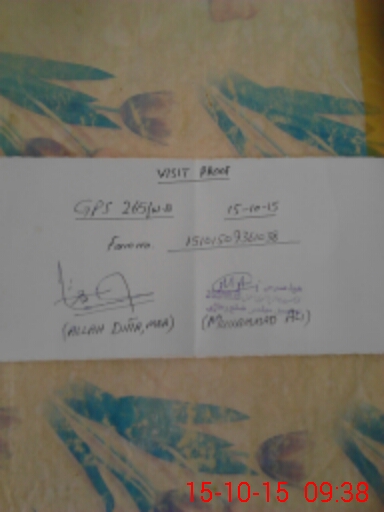 VISIT PROOF
GPS 265/W-B 15-10-15
Form no. 15101509361038
(ALLAH DITTA, MEA) (MUHAMMAD ALI)
15-10-15 09:38